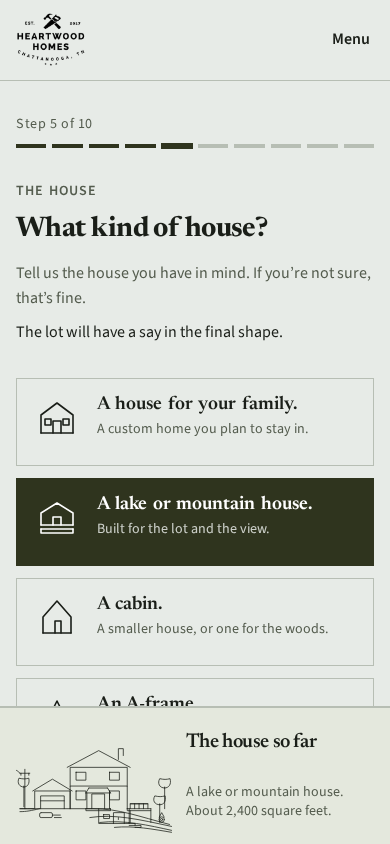 EST. 2017
HEARTWOOD
HOMES
CHATTANOOGA, TN
Menu
Step 5 of 10
THE HOUSE
What kind of house?
Tell us the house you have in mind. If you’re not sure,
that’s fine.
The lot will have a say in the final shape.
A house for your family.
A custom home you plan to stay in.
A lake or mountain house.
Built for the lot and the view.
A cabin.
A smaller house, or one for the woods.
An A-frame
The house so far
A lake or mountain house.
About 2,400 square feet.